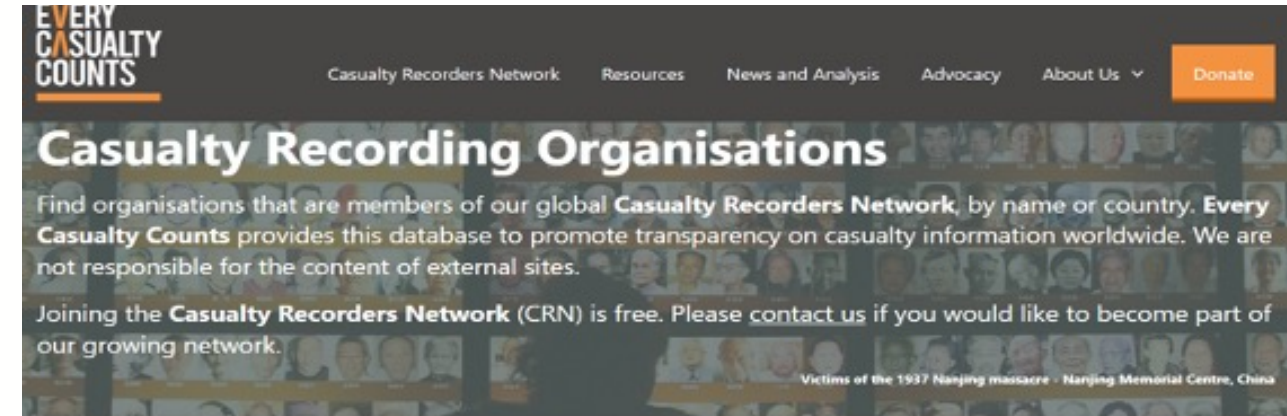 EVERY
CASUALTY
COUNTS
Casualty Recorders Network Resources News and Analysis Advocacy About Us Donate
Casualty Recording Organisations
Find organisations that are members of our global Casualty Recorders Network, by name or country. Every
Casualty Counts provides this database to promote transparency on casualty information worldwide. We are
not responsible for the content of external sites.
Joining the Casualty Recorders Network (CRN) is free. Please contact us if you would like to become part of
our growing network.
Victims of the 1937 Nanjing massacre - Nanjing Memorial Centre, China